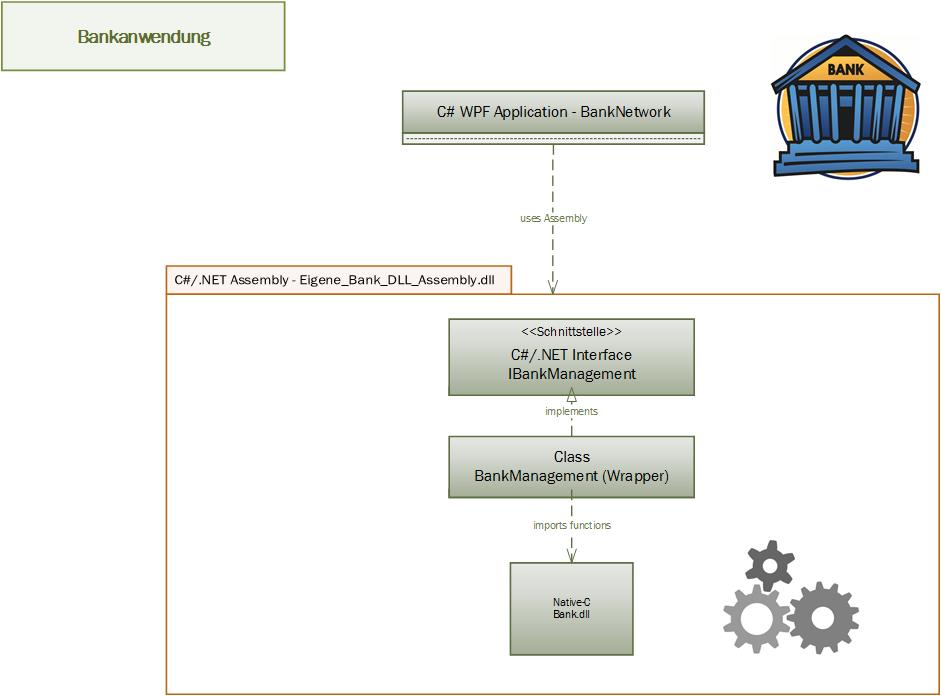 Bankanwendung
BANK
C# WPF Application - BankNetwork
uses Assembly
C#/.NET Assembly - Eigene_Bank_DLL_Assembly.dll
<<Schnittstelle>>
C#/.NET Interface
IBankManagement
implements
Class
BankManagement (Wrapper)
imports functions
Native-C
Bank.dll